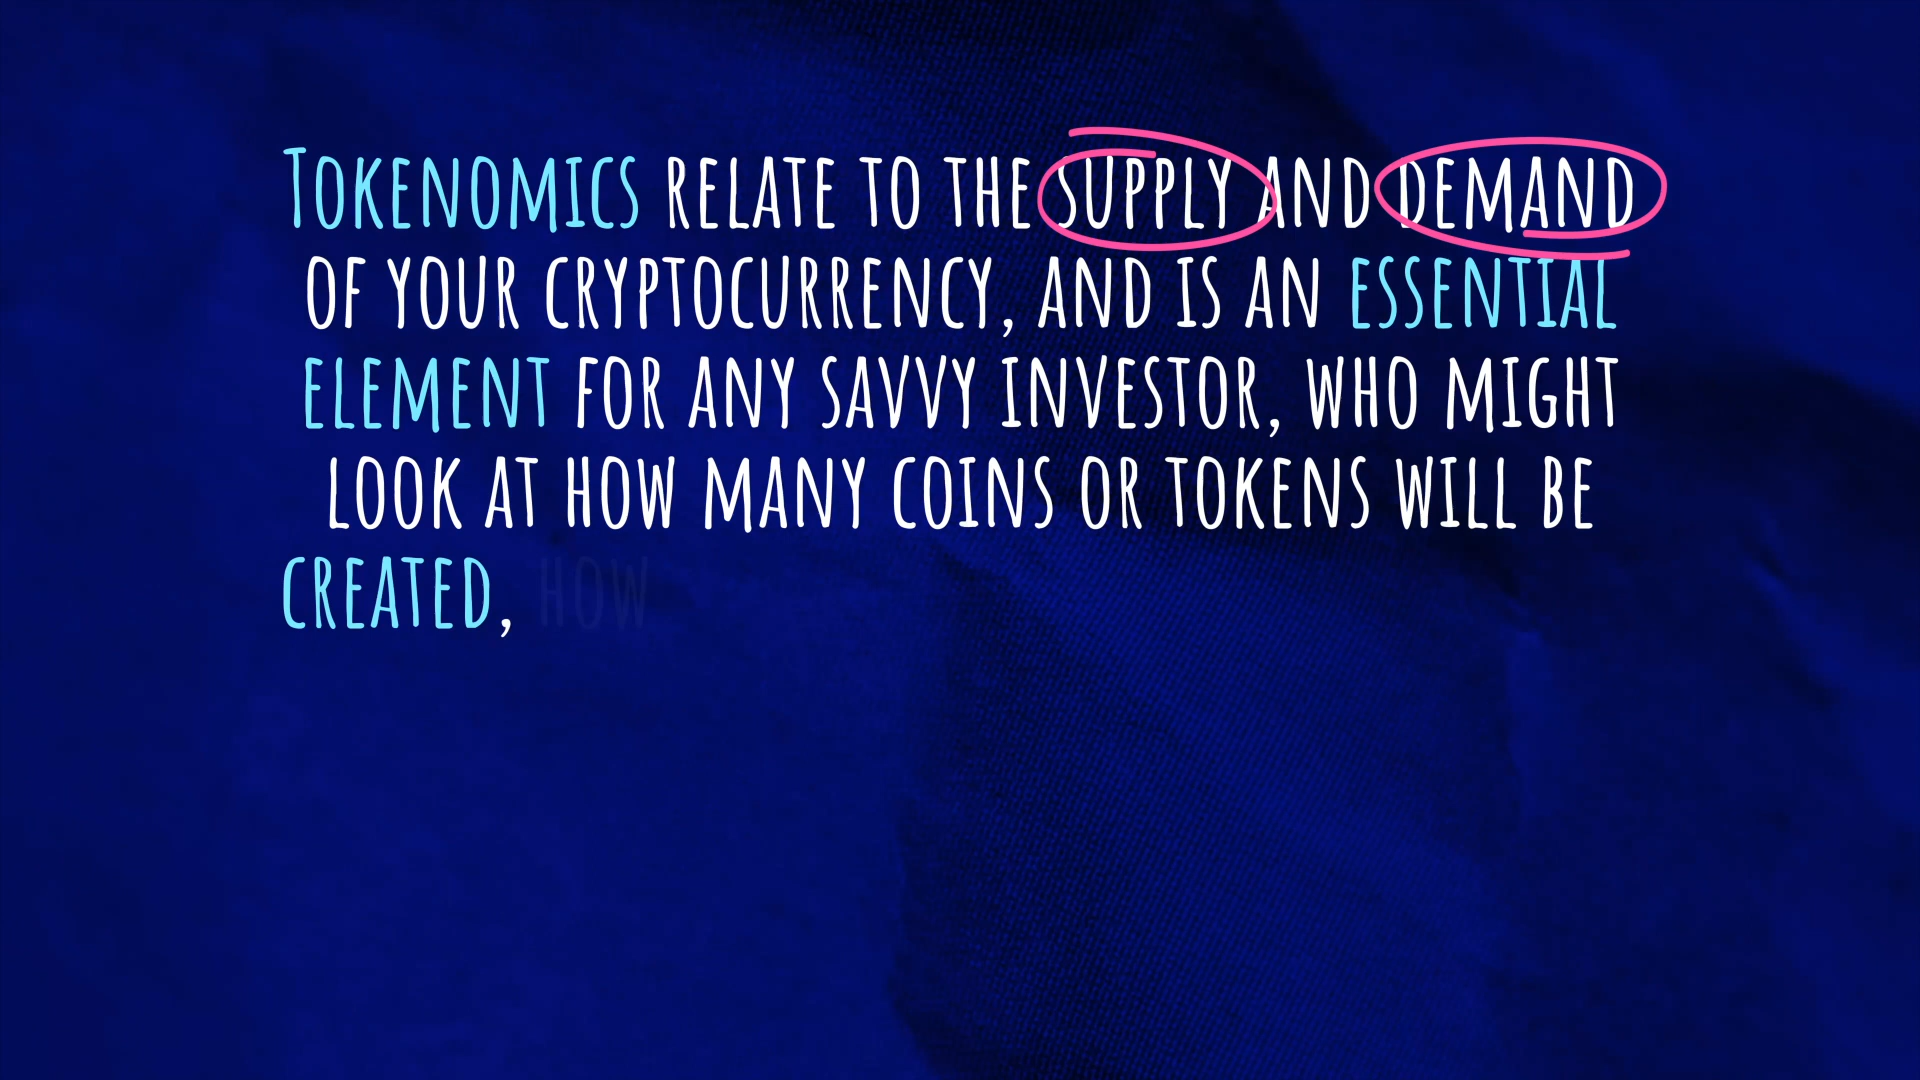 Tokenomics relate to the supply and demand
of your cryptocurrency, and is an essential
element for any savvy investor, who might
look at how many coins or tokens will be
created, how